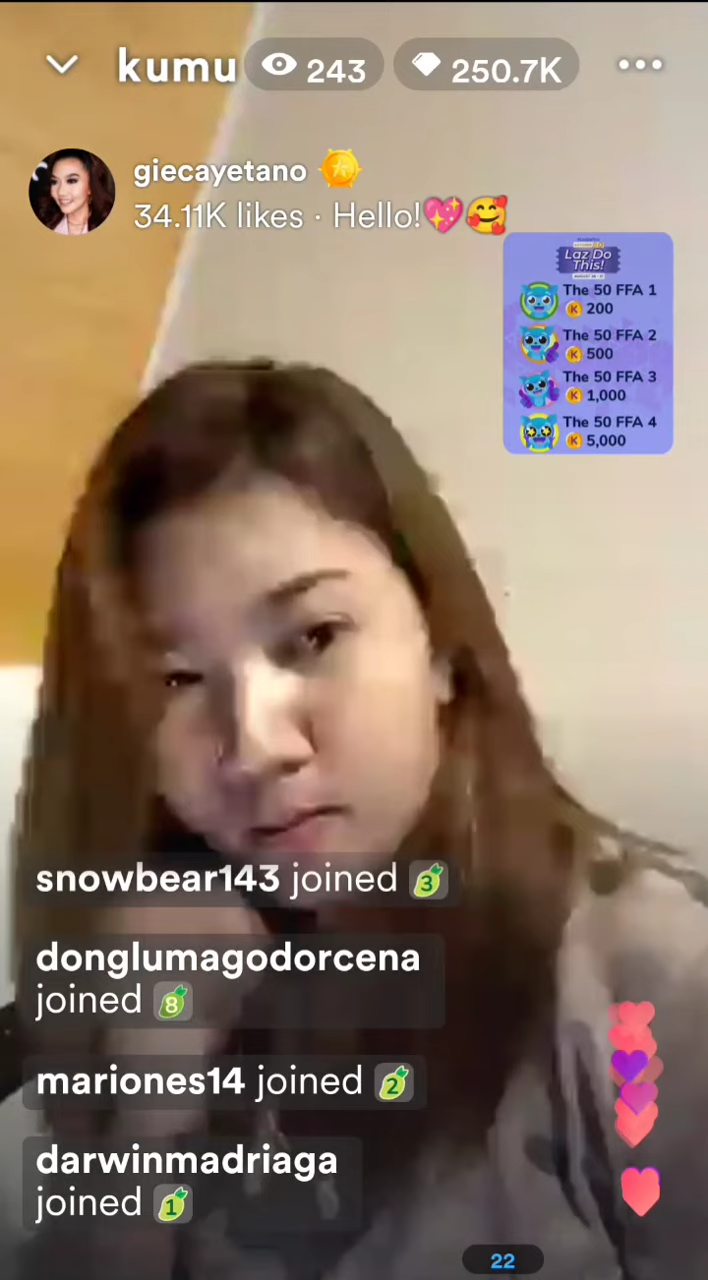 kumu 243 250.7K
giecayetano
34.11K likes · Hello!💖🥰
Laz Do
This!
The 50 FFA 1
K 200
The 50 FFA 2
K 500
The 50 FFA 3
K 1,000
The 50 FFA 4
K 5,000
snowbear143 joined 3
donglumagodorcena
joined 8
mariones14 joined 2
darwinmadriaga
joined 1
22